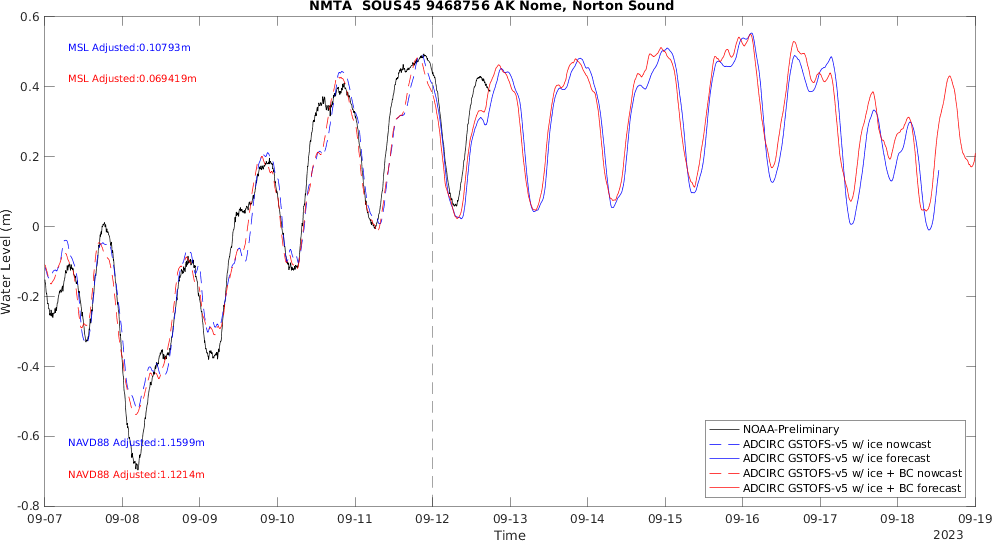 NMTA SOUS45 9468756 AK Nome, Norton Sound
0.6
MSL Adjusted:0.10793m
MSL Adjusted:0.069419m
0.4
0.2
0
-0.2
-0.4
-0.6
-0.8
Water Level (m)
NAVD88 Adjusted:1.1599m
NAVD88 Adjusted:1.1214m
NOAA-Preliminary
ADCIRC GSTOFS-v5 w/ ice nowcast
ADCIRC GSTOFS-v5 w/ ice forecast
ADCIRC GSTOFS-v5 w/ ice + BC nowcast
ADCIRC GSTOFS-v5 w/ ice + BC forecast
09-07 09-08 09-09 09-10 09-11 09-12 09-13 09-14 09-15 09-16 09-17 09-18 09-19
Time
2023